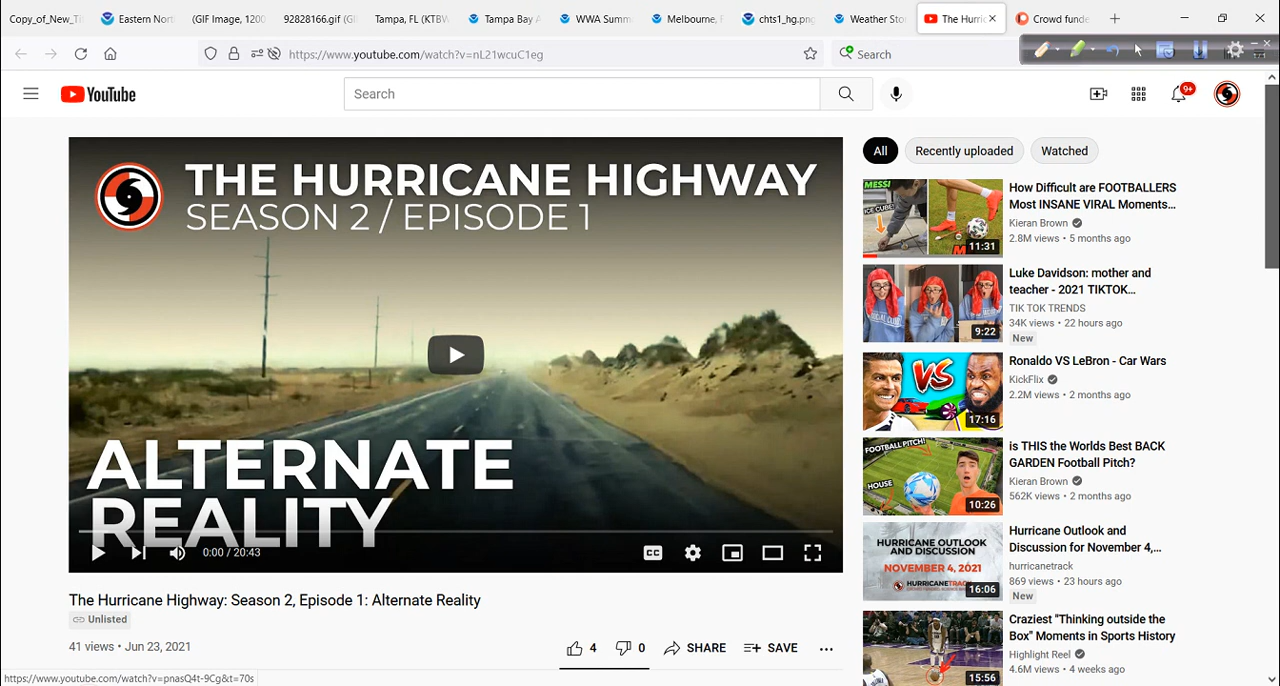 Copy_of_New_Ti
Eastern Nort
(GIF Image, 1200
92828166.gif (G
Tampa, FL (KTBW
Tampa Bay A
WWA Summ
Melbourne, F
chts1_hg.png
Weather Sto
The Hurric
Crowd funde
https://www.youtube.com/watch?v=nL21wcuC1eg
Search
YouTube
Search
9+
THE HURRICANE HIGHWAY
SEASON 2 / EPISODE 1
ALTERNATE
REALITY
0:00 / 20:43
CC
The Hurricane Highway: Season 2, Episode 1: Alternate Reality
Unlisted
41 views • Jun 23, 2021
4
0
SHARE
SAVE
All
Recently uploaded
Watched
MESS!
ICE CUBE!
11:31
How Difficult are FOOTBALLERS
Most INSANE VIRAL Moments...
Kieran Brown
2.8M views • 5 months ago
9:22
Luke Davidson: mother and
teacher - 2021 TIKTOK...
TIK TOK TRENDS
34K views • 22 hours ago
New
VS
17:16
Ronaldo VS LeBron - Car Wars
KickFlix
2.2M views • 2 months ago
FOOTBALL PITCH!
HOUSE
10:26
is THIS the Worlds Best BACK
GARDEN Football Pitch?
Kieran Brown
562K views • 2 months ago
HURRICANE OUTLOOK
AND DISCUSSION
NOVEMBER 4, 2021
HURRICANETRACK
16:06
Hurricane Outlook and
Discussion for November 4,...
hurricanetrack
869 views • 23 hours ago
New
15:56
Craziest "Thinking outside the
Box" Moments in Sports History
Highlight Reel
4.6M views • 4 weeks ago
https://www.youtube.com/watch?v=pnasQ4t-9Cg&t=70s